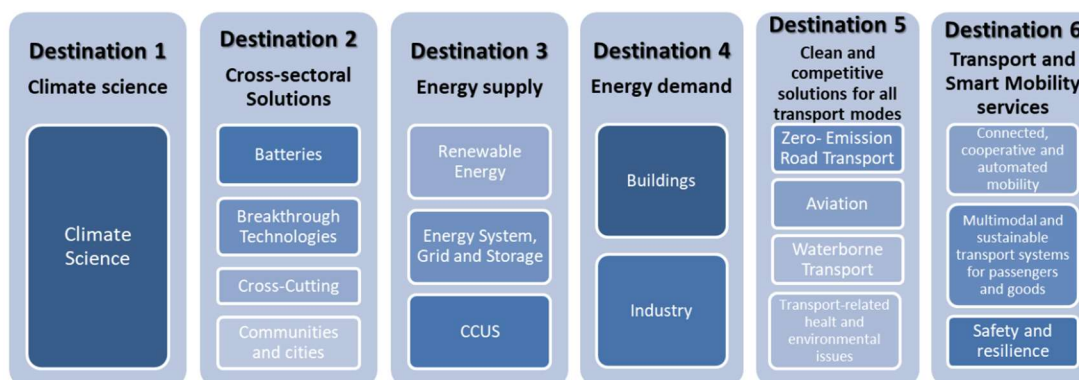 Destination 1
Climate science
Climate
Science
Destination 2
Cross-sectoral
Solutions
Batteries
Breakthrough
Technologies
Cross-Cutting
Communities
and cities
Destination 3
Energy supply
Renewable
Energy
Energy System,
Grid and Storage
CCUS
Destination 4
Energy demand
Buildings
Industry
Destination 5
Clean and
competitive
solutions for all
transport modes
Zero- Emission
Road Transport
Aviation
Waterborne
Transport
Transport-related
healt and
environmental
issues
Destination 6
Transport and
Smart Mobility
services
Connected,
cooperative and
automated
mobility
Multimodal and
sustainable
transport systems
for passengers
and goods
Safety and
resilience